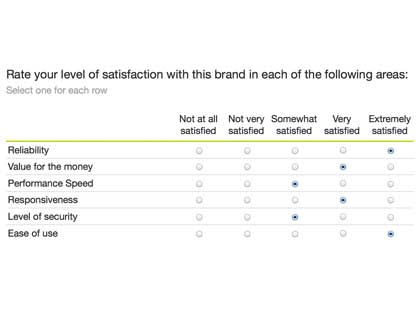 Rate your level of satisfaction with this brand in each of the following areas:
Select one for each row
Not at all satisfied
Not very satisfied
Somewhat satisfied
Very satisfied
Extremely satisfied
Reliability
Value for the money
Performance Speed
Responsiveness
Level of security
Ease of use